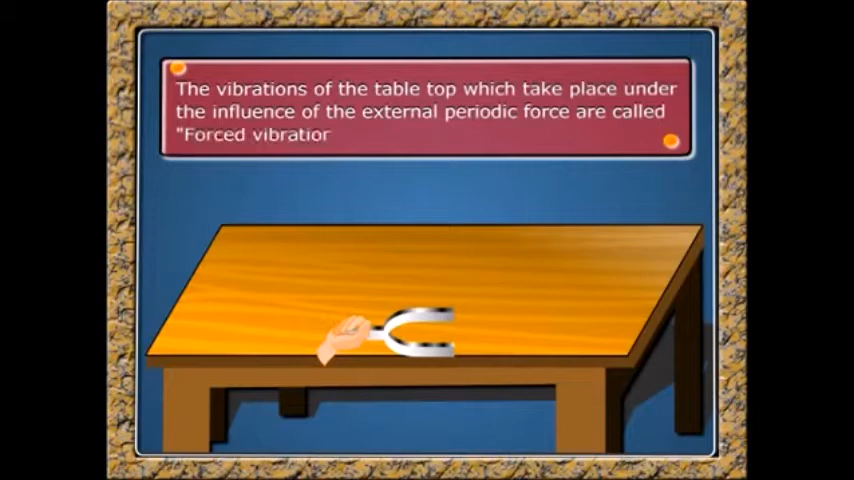 The vibrations of the table top which take place under
the influence of the external periodic force are called
"Forced vibration